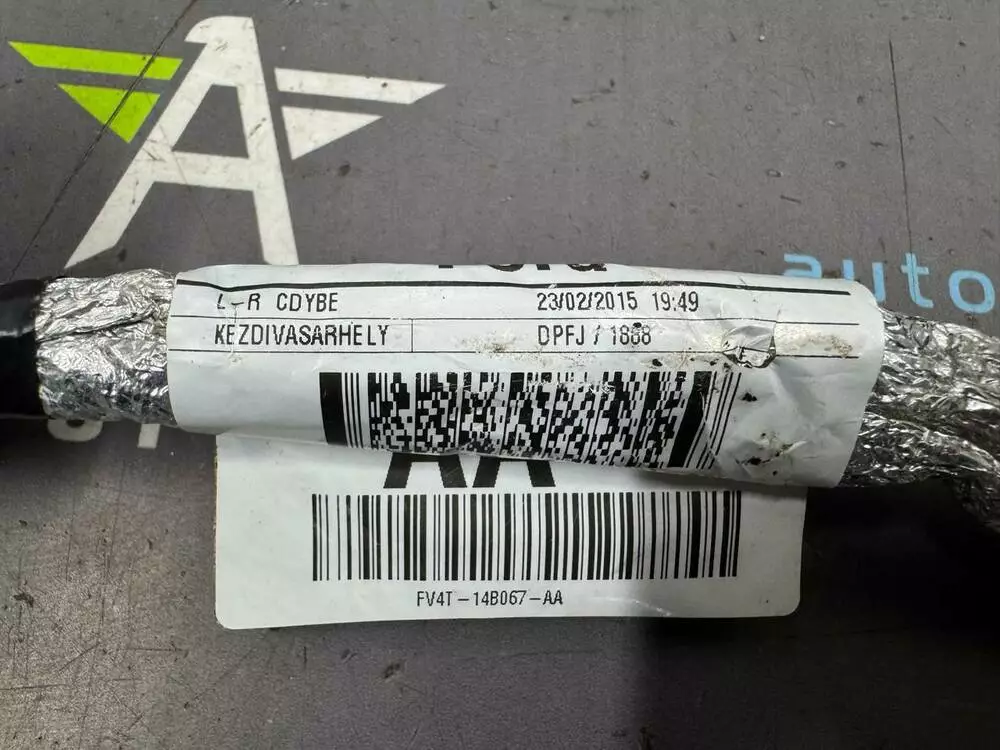 auto
L-R CDYBE 23/02/2015 19:49
KEZDIVASARHELY DPFJ / 1888
AA
FV4T-14B067-AA